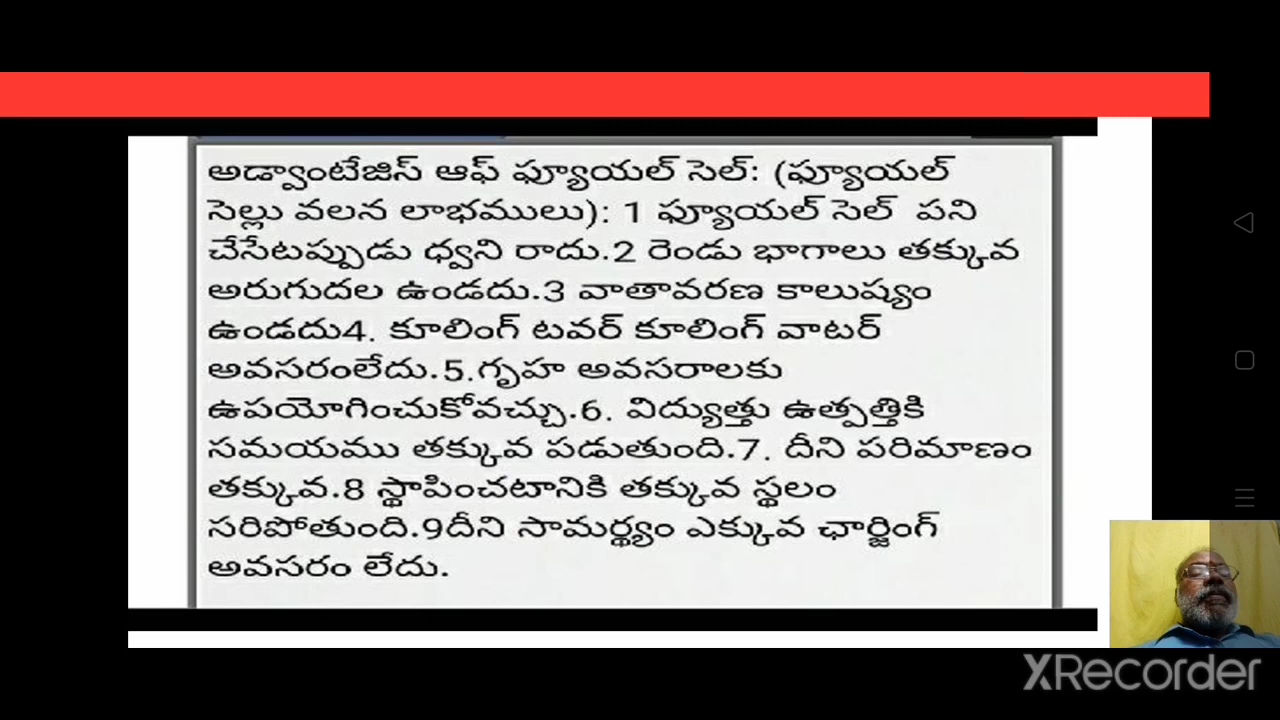 అడ్వాంటేజిస్ ఆఫ్ ఫ్యూయల్ సెల్: (ఫ్యూయల్
సెల్లు వలన లాభములు): 1 ఫ్యూయల్ సెల్ పని
చేసేటప్పుడు ధ్వని రాదు.2 రెండు భాగాలు తక్కువ
అరుగుదల ఉండదు.3 వాతావరణ కాలుష్యం
ఉండదు4. కూలింగ్ టవర్ కూలింగ్ వాటర్
అవసరంలేదు.5.గృహ అవసరాలకు
ఉపయోగించుకోవచ్చు.6. విద్యుత్తు ఉత్పత్తికి
సమయము తక్కువ పడుతుంది.7. దీని పరిమాణం
తక్కువ.8 స్థాపించటానికి తక్కువ స్థలం
సరిపోతుంది.9దీని సామర్థ్యం ఎక్కువ ఛార్జింగ్
అవసరం లేదు.
XRecorder